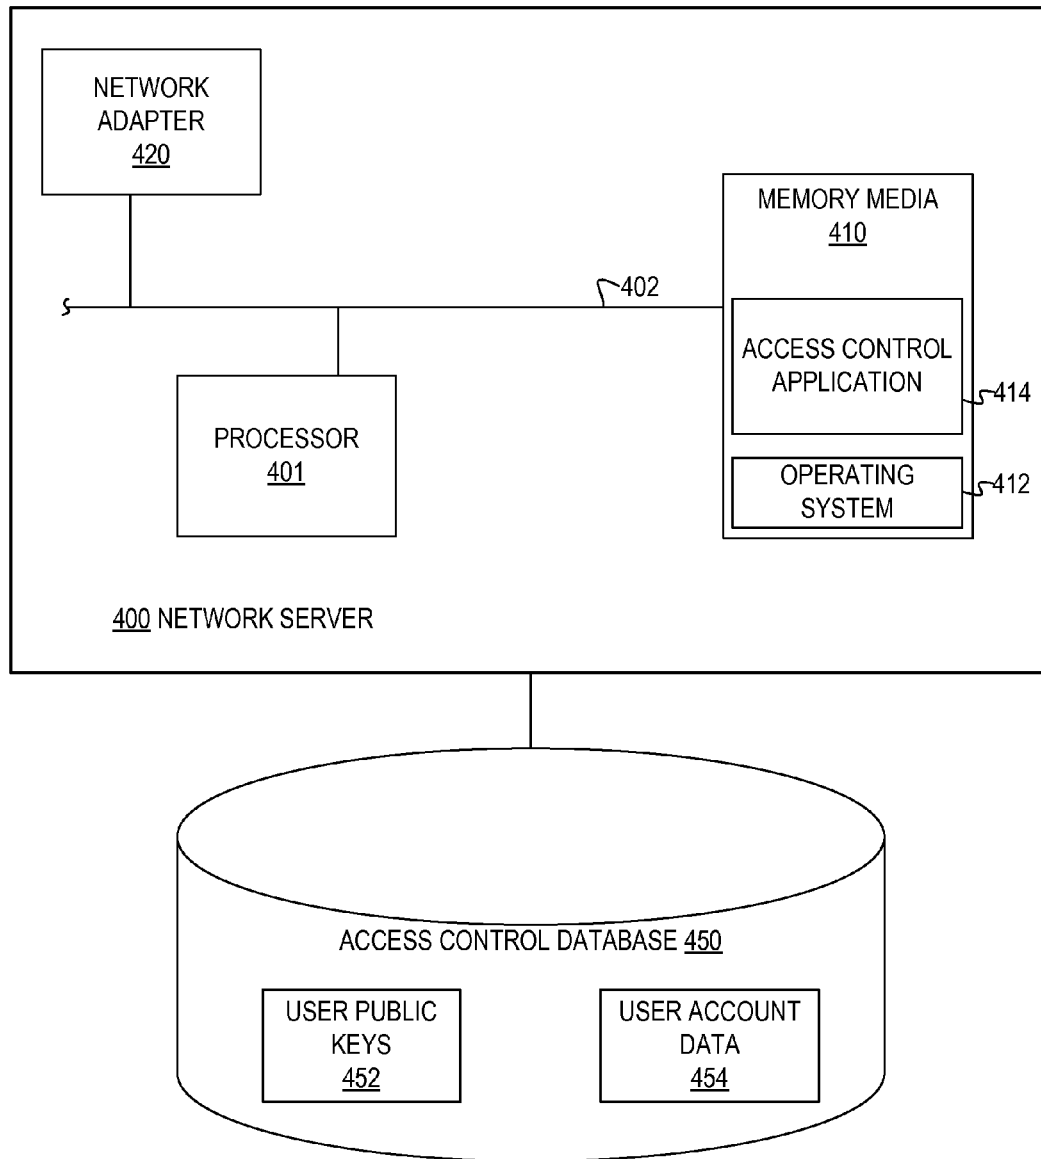 NETWORK
ADAPTER
420
MEMORY MEDIA
410
402
ACCESS CONTROL
APPLICATION
414
PROCESSOR
401
OPERATING
SYSTEM
412
400 NETWORK SERVER
ACCESS CONTROL DATABASE 450
USER PUBLIC
KEYS
452
USER ACCOUNT
DATA
454